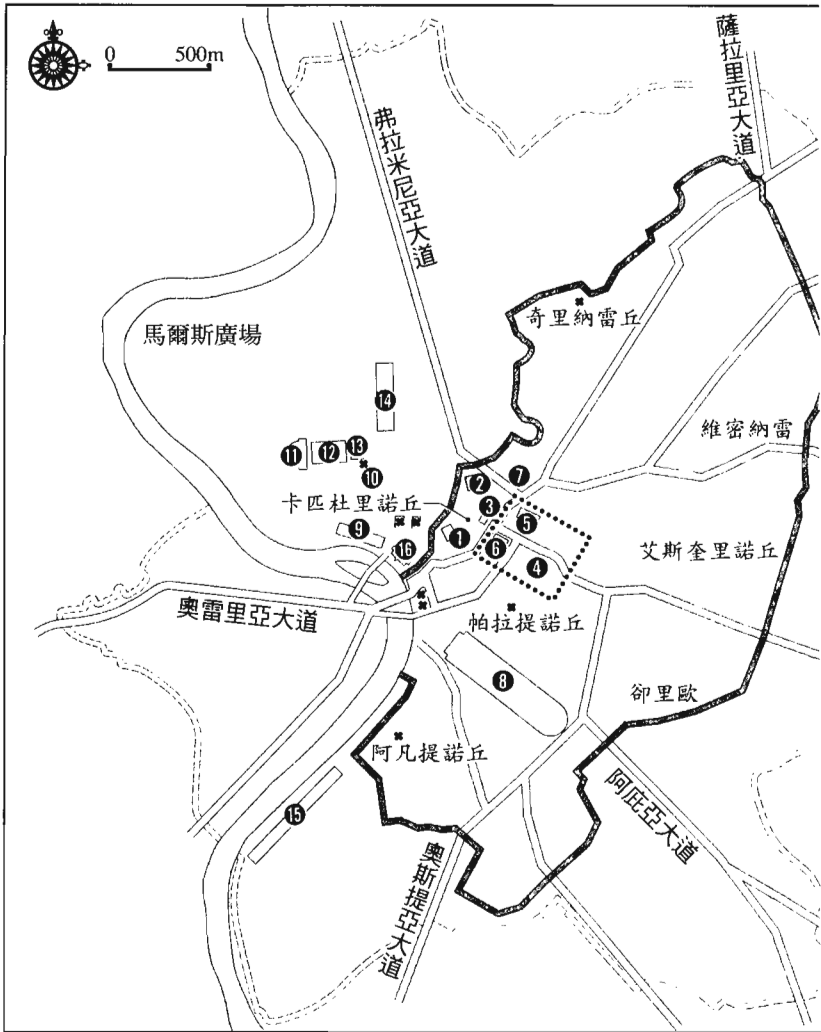 0 500m
薩拉里亞大道
弗拉米尼亞大道
奇里納雷丘
馬爾斯廣場
維密納雷
14
11 12 13
10
2 7
卡匹杜里諾丘
3
5
9
1
16
6
艾斯奎里諾丘
4
奧雷里亞大道
帕拉提諾丘
8
卻里歐
阿凡提諾丘
阿庇亞大道
15
奧斯提亞大道